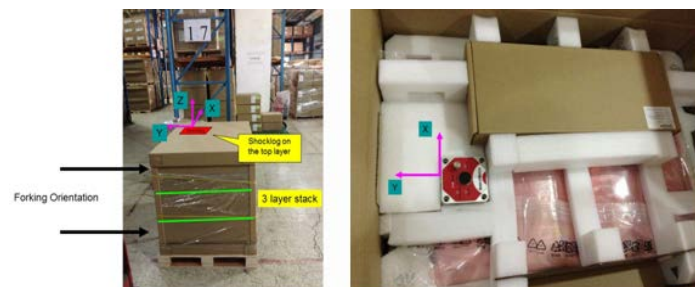 17
Z
X
Y
Shocklog on
the top layer
Forking Orientation
3 layer stack
X
Y